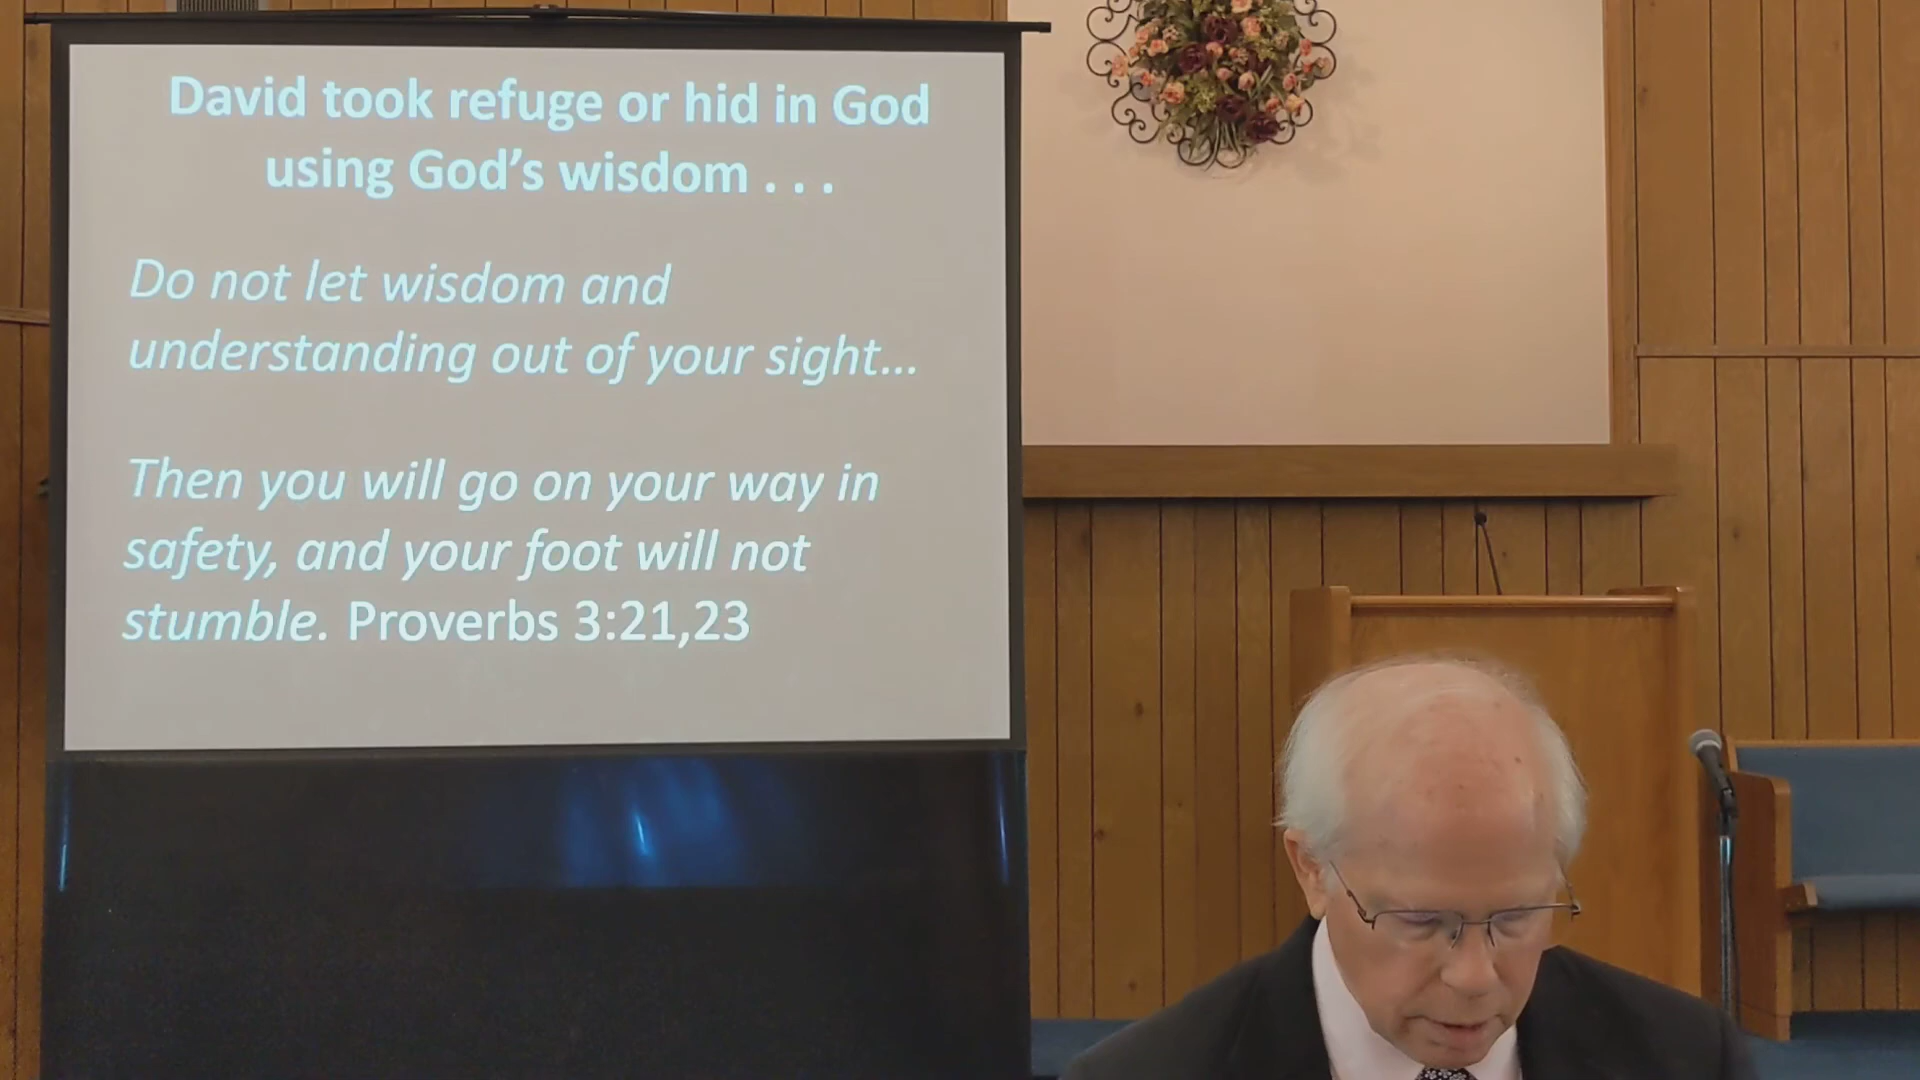 David took refuge or hid in God
using God’s wisdom . . .
Do not let wisdom and
understanding out of your sight...
Then you will go on your way in
safety, and your foot will not
stumble. Proverbs 3:21,23